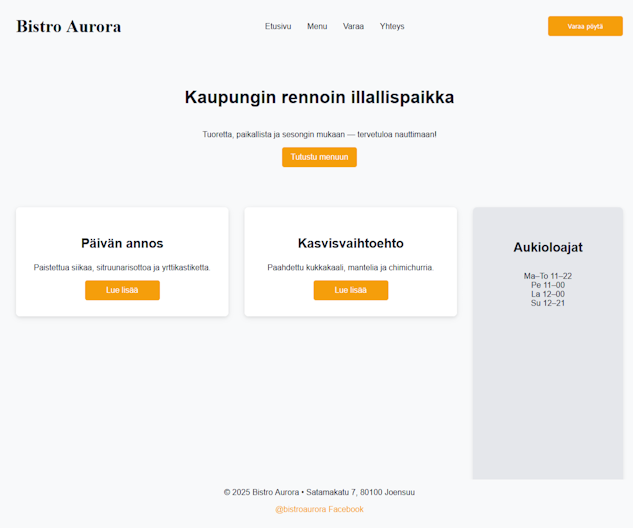 Bistro Aurora
Etusivu Menu Varaa Yhteys
Varaa pöytä
Kaupungin rennoin illallispaikka
Tuoretta, paikallista ja sesongin mukaan — tervetuloa nauttimaan!
Tutustu menuun
Päivän annos
Paistettua siikaa, sitruunarisottoa ja yrttikastiketta.
Lue lisää
Kasvisvaihtoehto
Paahdettu kukkakaali, mantelia ja chimichurria.
Lue lisää
Aukioloajat
Ma–To 11–22
Pe 11–00
La 12–00
Su 12–21
© 2025 Bistro Aurora • Satamakatu 7, 80100 Joensuu
@bistroaurora Facebook